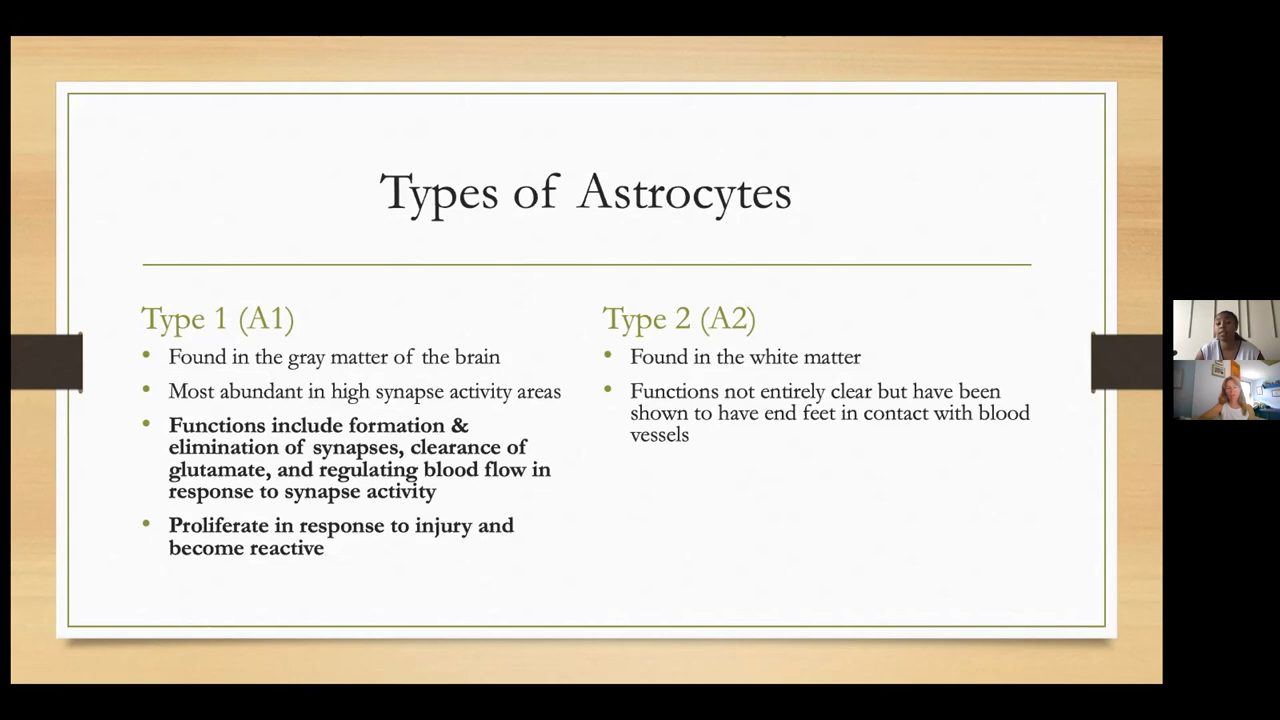 Types of Astrocytes
Type 1 (A1)
• Found in the gray matter of the brain
• Most abundant in high synapse activity areas
• Functions include formation &
elimination of synapses, clearance of
glutamate, and regulating blood flow in
response to synapse activity
• Proliferate in response to injury and
become reactive
Type 2 (A2)
• Found in the white matter
• Functions not entirely clear but have been
shown to have end feet in contact with blood
vessels